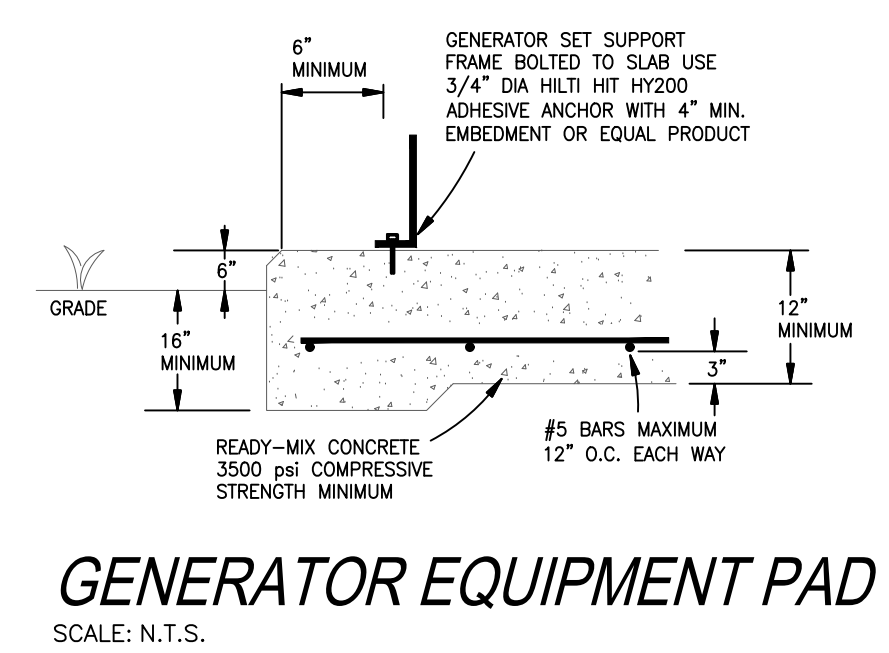 6"
MINIMUM
GENERATOR SET SUPPORT
FRAME BOLTED TO SLAB USE
3/4" DIA HILTI HIT HY200
ADHESIVE ANCHOR WITH 4" MIN.
EMBEDMENT OR EQUAL PRODUCT
6"
GRADE
16"
MINIMUM
12"
MINIMUM
3"
READY-MIX CONCRETE
3500 psi COMPRESSIVE
STRENGTH MINIMUM
#5 BARS MAXIMUM
12" O.C. EACH WAY
GENERATOR EQUIPMENT PAD
SCALE: N.T.S.